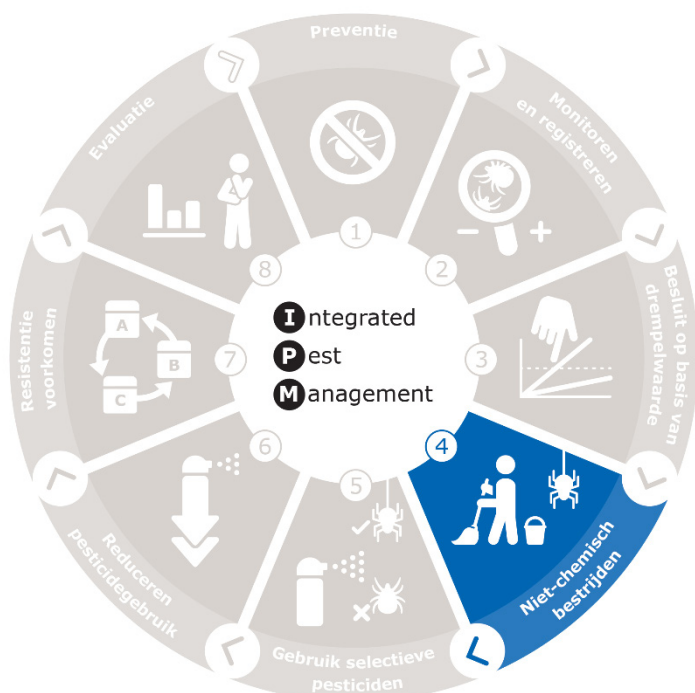 Preventie
1
Monitoren
en registreren
2
Besluit op basis van
drempelwaarde
3
Niet-chemisch
bestrijden
4
Gebruik selectieve
pesticiden
5
Reduceren
pesticidegebruik
6
Resistentie
voorkomen
7
A
B
C
Evaluatie
8
Integrated
Pest
Management